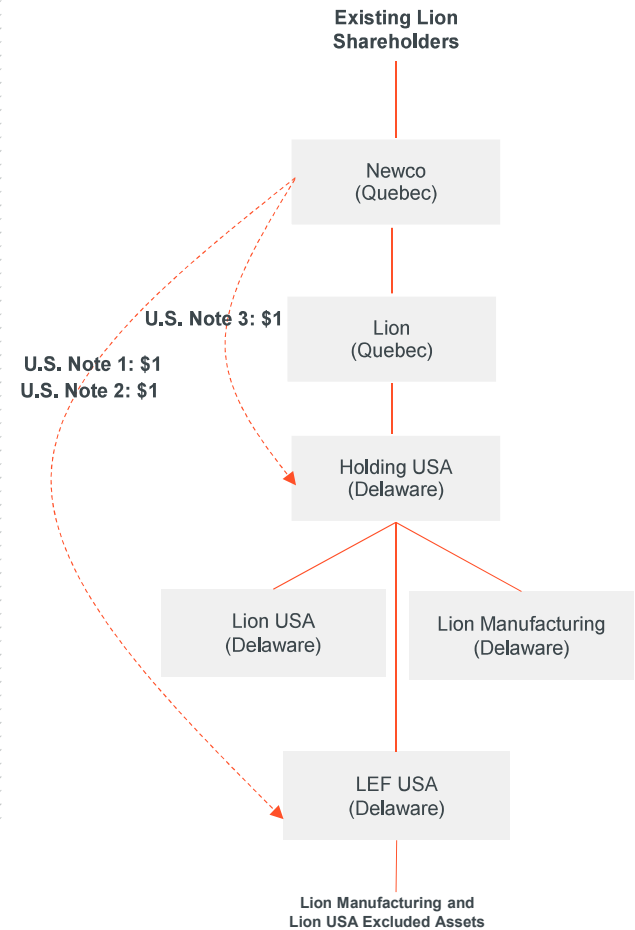 Existing Lion
Shareholders
Newco
(Quebec)
U.S. Note 3: $1
Lion
(Quebec)
U.S. Note 1: $1
U.S. Note 2: $1
Holding USA
(Delaware)
Lion USA
(Delaware)
Lion Manufacturing
(Delaware)
LEF USA
(Delaware)
Lion Manufacturing and
Lion USA Excluded Assets